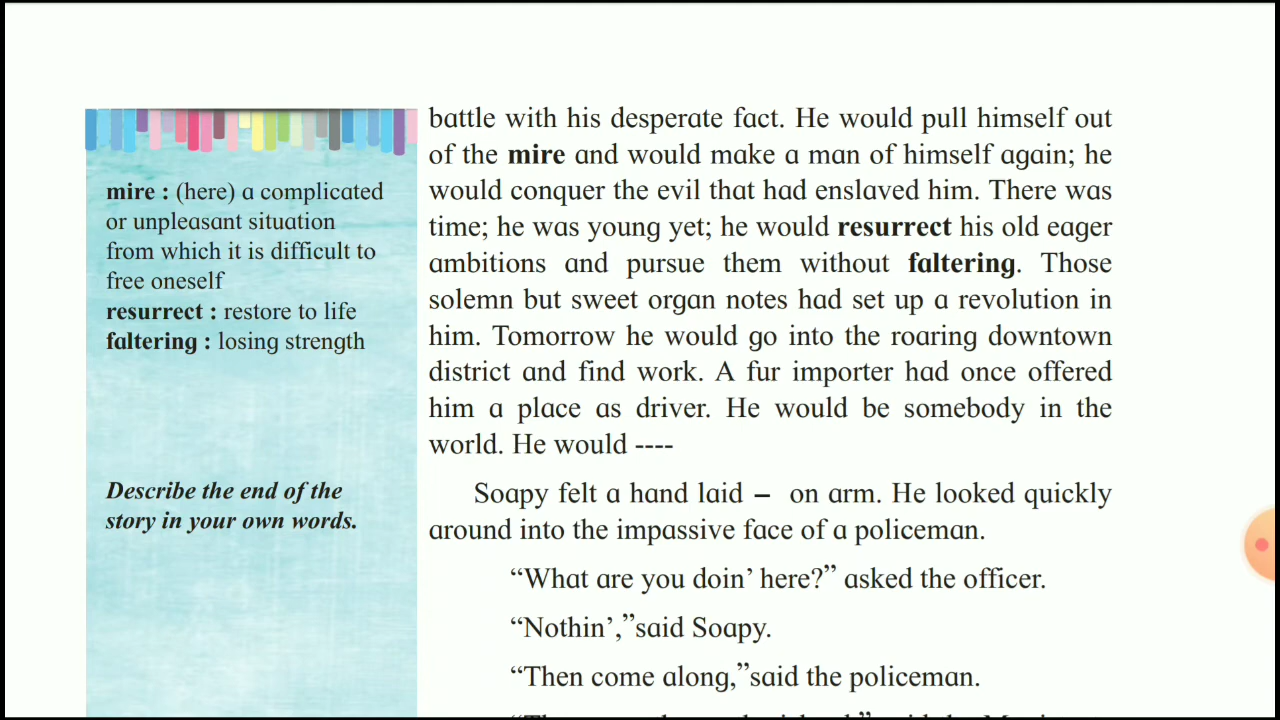 mire : (here) a complicated
or unpleasant situation
from which it is difficult to
free oneself
resurrect : restore to life
faltering : losing strength
Describe the end of the
story in your own words.
battle with his desperate fact. He would pull himself out
of the mire and would make a man of himself again; he
would conquer the evil that had enslaved him. There was
time; he was young yet; he would resurrect his old eager
ambitions and pursue them without faltering. Those
solemn but sweet organ notes had set up a revolution in
him. Tomorrow he would go into the roaring downtown
district and find work. A fur importer had once offered
him a place as driver. He would be somebody in the
world. He would ----
Soapy felt a hand laid – on arm. He looked quickly
around into the impassive face of a policeman.
“What are you doin’ here?” asked the officer.
“Nothin’,”said Soapy.
“Then come along,”said the policeman.